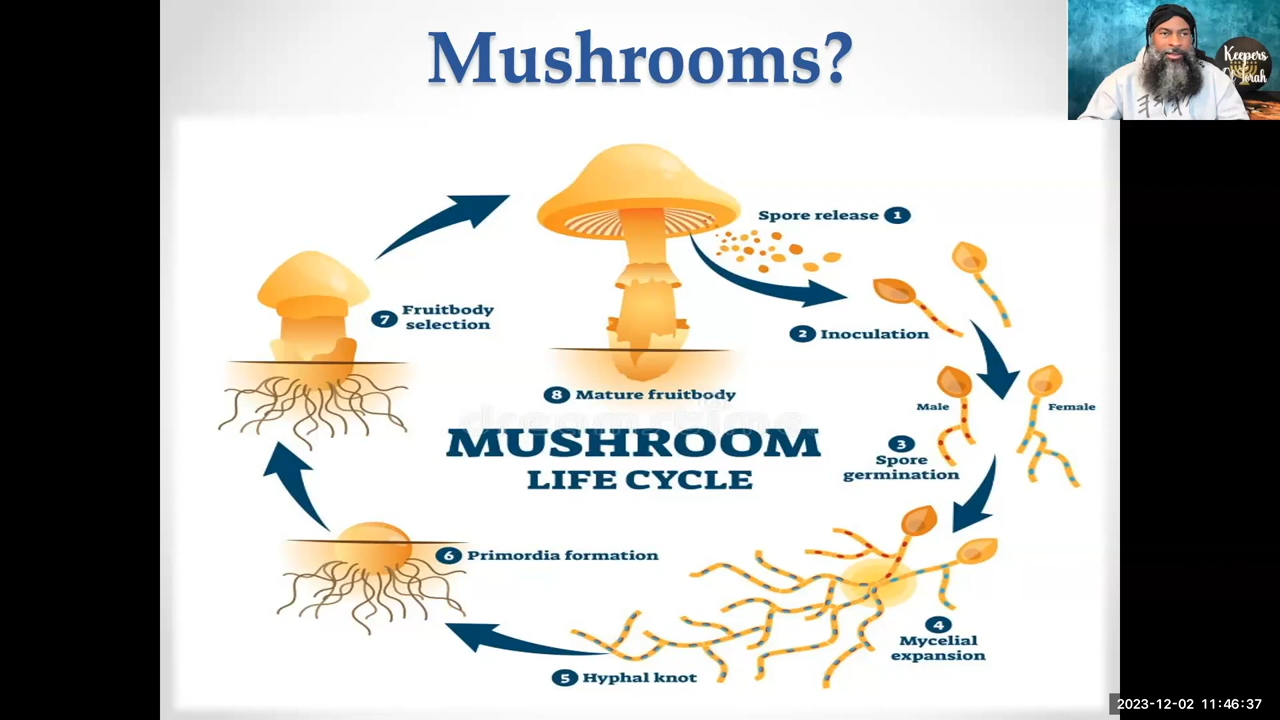 Mushrooms?
Keepers
Of Torah
Spore release 1
2 Inoculation
7 Fruitbody
selection
8 Mature fruitbody
Male
Female
3
Spore
germination
MUSHROOM
LIFE CYCLE
6 Primordia formation
4
Mycelial
expansion
5 Hyphal knot
2023-12-02 11:46:37